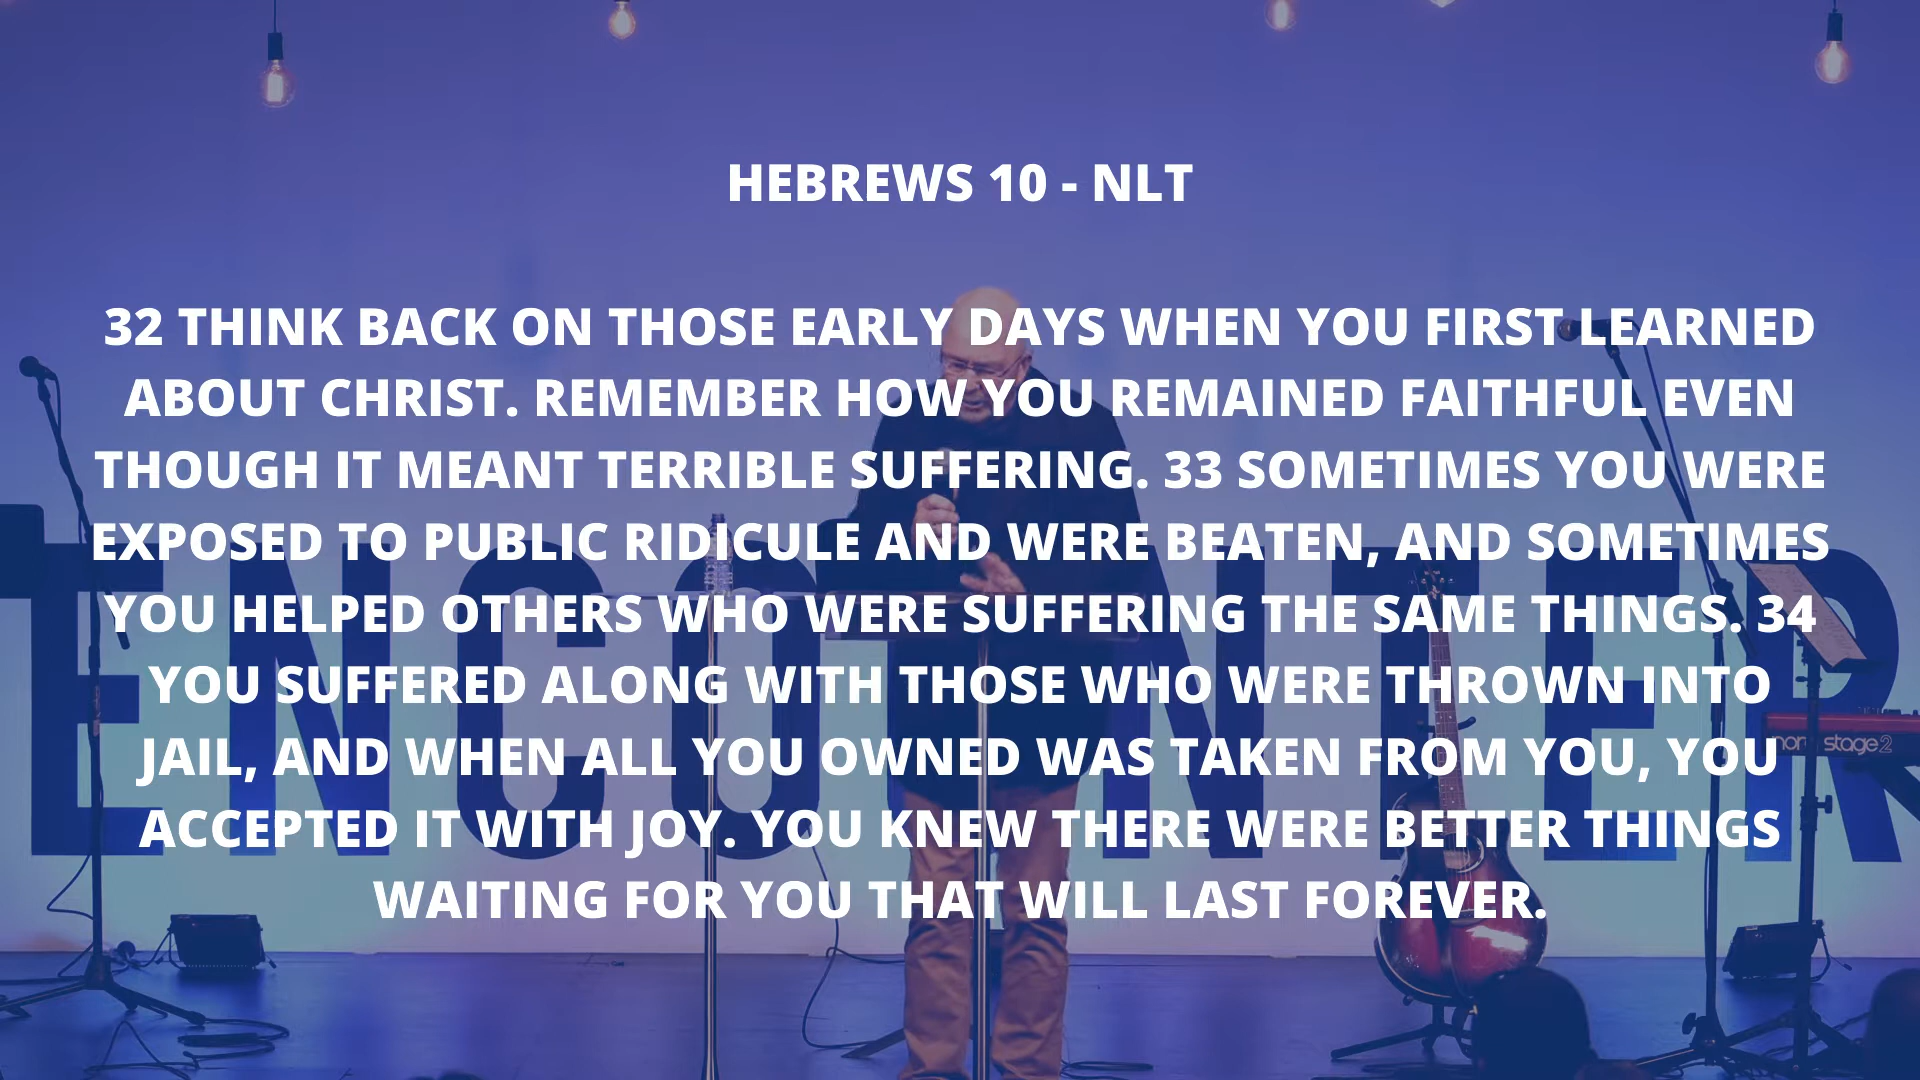 HEBREWS 10 - NLT
32 THINK BACK ON THOSE EARLY DAYS WHEN YOU FIRST LEARNED
ABOUT CHRIST. REMEMBER HOW YOU REMAINED FAITHFUL EVEN
THOUGH IT MEANT TERRIBLE SUFFERING. 33 SOMETIMES YOU WERE
EXPOSED TO PUBLIC RIDICULE AND WERE BEATEN, AND SOMETIMES
YOU HELPED OTHERS WHO WERE SUFFERING THE SAME THINGS. 34
YOU SUFFERED ALONG WITH THOSE WHO WERE THROWN INTO
JAIL, AND WHEN ALL YOU OWNED WAS TAKEN FROM YOU, YOU
ACCEPTED IT WITH JOY. YOU KNEW THERE WERE BETTER THINGS
WAITING FOR YOU THAT WILL LAST FOREVER.
ENCOUNTER
nord stage2